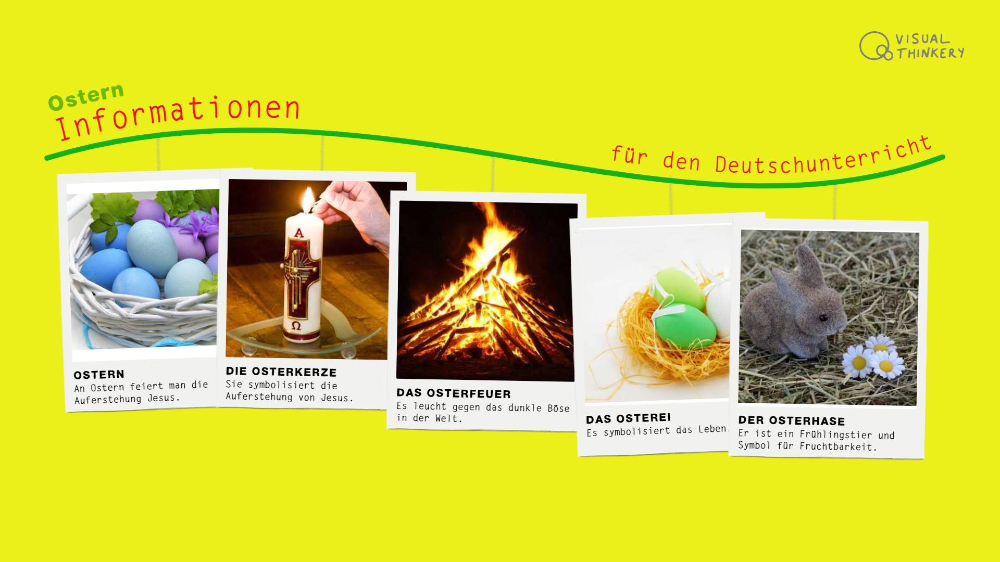 VISUAL
THINKERY
Ostern
Informationen
für den Deutschunterricht
A
Ω
OSTERN
An Ostern feiert man die
Auferstehung Jesus.
DIE OSTERKERZE
Sie symbolisiert die
Auferstehung von Jesus.
DAS OSTERFEUER
Es leucht gegen das dunkle Böse
in der Welt.
DAS OSTEREI
Es symbolisiert das Leben.
DER OSTERHASE
Er ist ein Frühlingstier und
Symbol für Fruchtbarkeit.